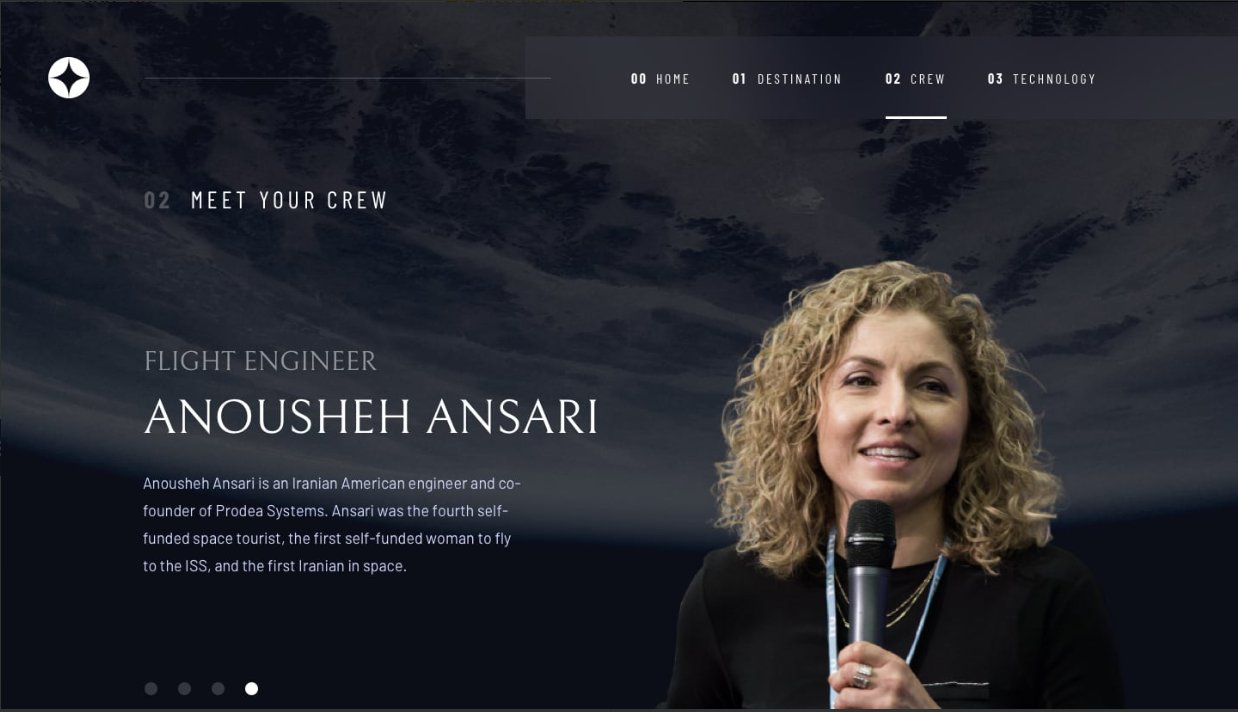 00 HOME 01 DESTINATION 02 CREW 03 TECHNOLOGY
02 MEET YOUR CREW
FLIGHT ENGINEER
ANOUSHEH ANSARI
Anousheh Ansari is an Iranian American engineer and co-
founder of Prodea Systems. Ansari was the fourth self-
funded space tourist, the first self-funded woman to fly
to the ISS, and the first Iranian in space.